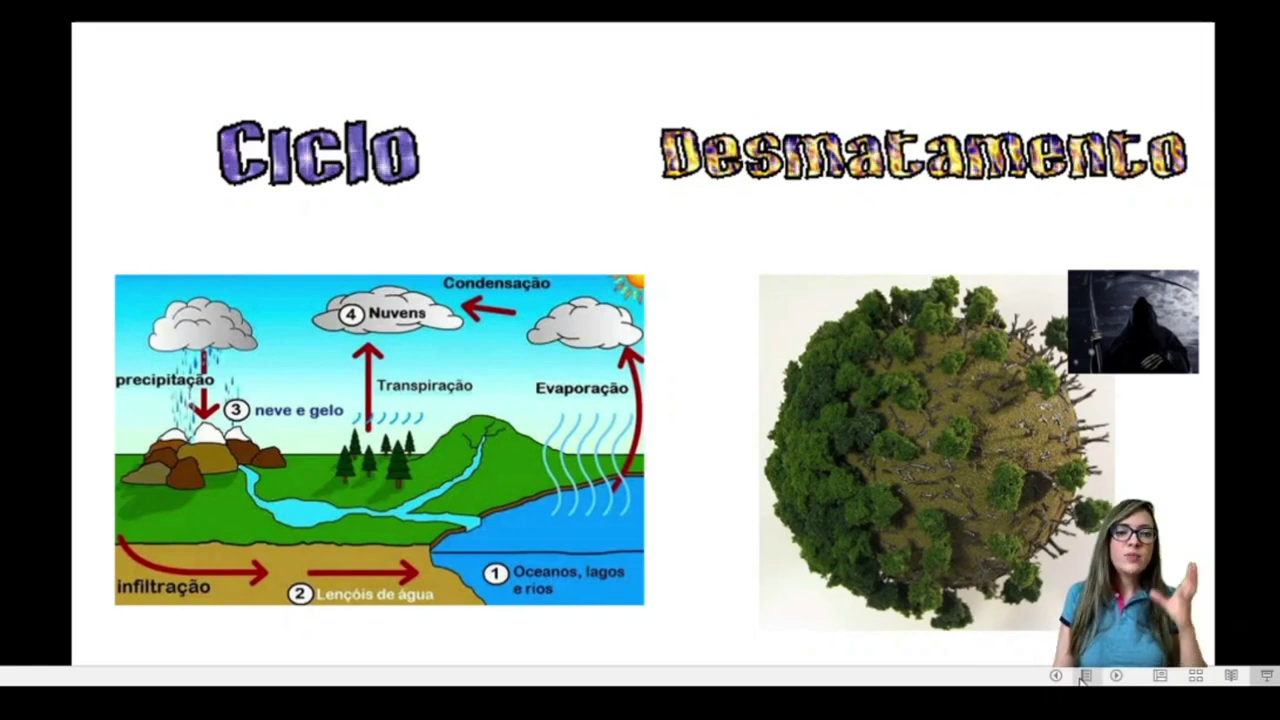 Ciclo
Desmatamento
Condensação
4 Nuvens
precipitação
Transpiração
Evaporação
3 neve e gelo
infiltração
2 Lençóis de água
1 Oceanos, lagos
e rios